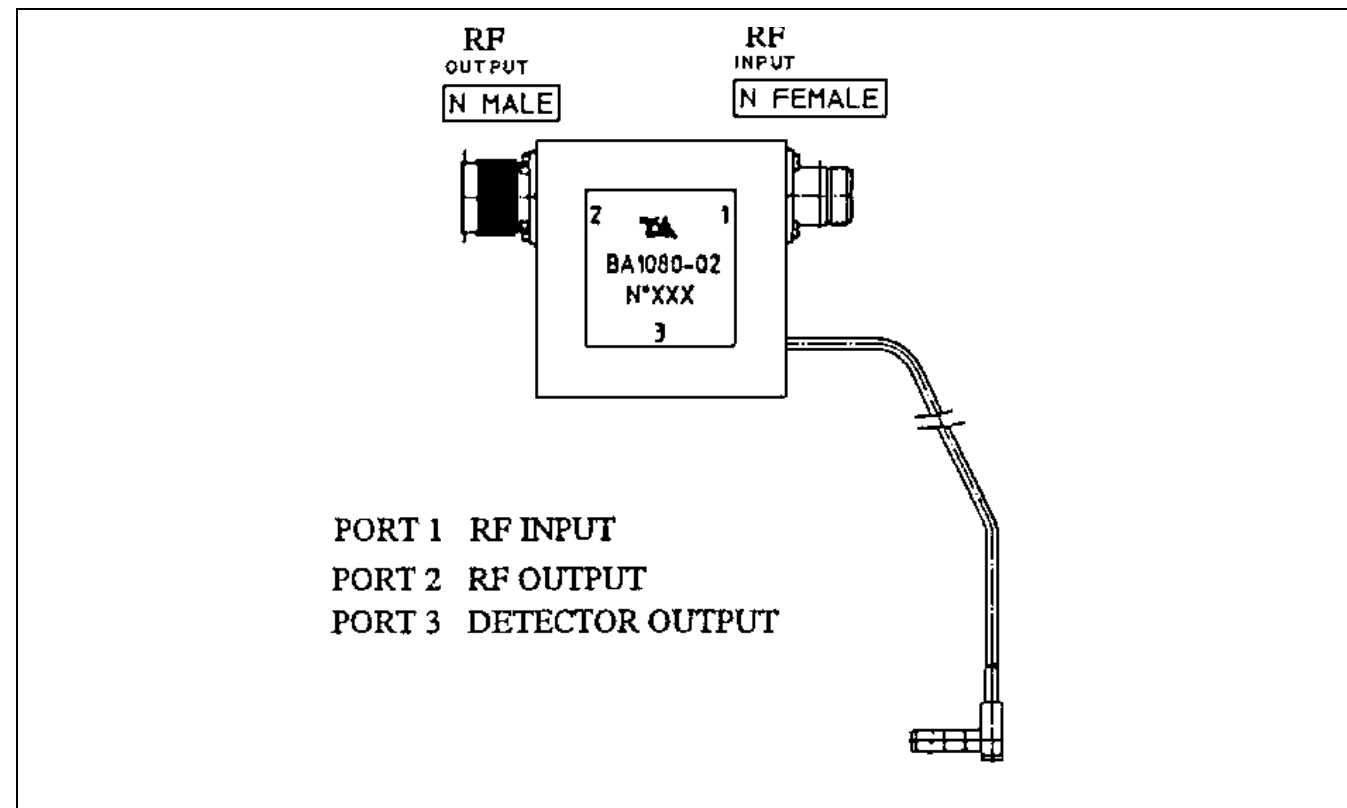 RF
OUTPUT
N MALE
RF
INPUT
N FEMALE
2
1
BA1080-02
N°XXX
3
PORT 1 RF INPUT
PORT 2 RF OUTPUT
PORT 3 DETECTOR OUTPUT